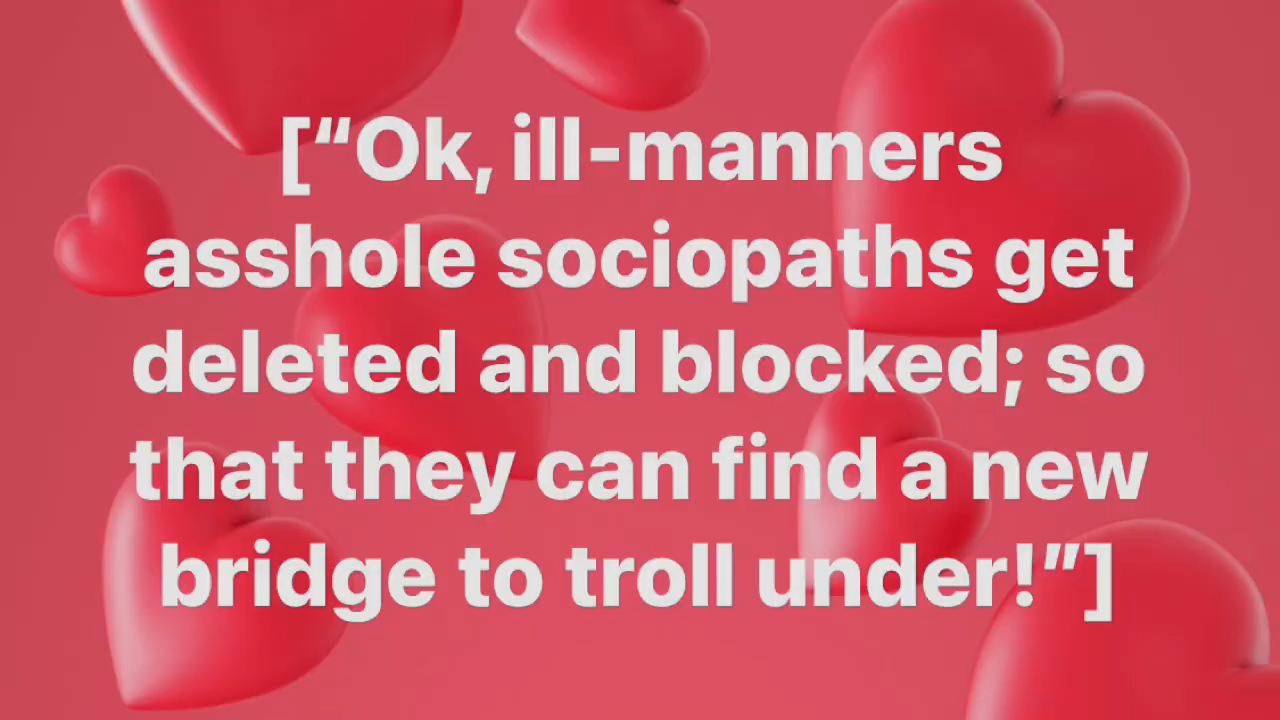 [“Ok, ill-manners
asshole sociopaths get
deleted and blocked; so
that they can find a new
bridge to troll under!”]